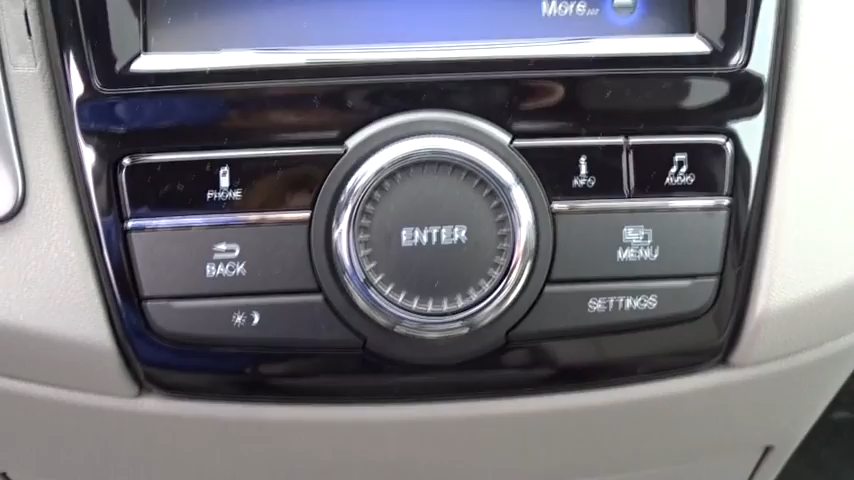 More...
PHONE
INFO
AUDIO
ENTER
BACK
MENU
SETTINGS